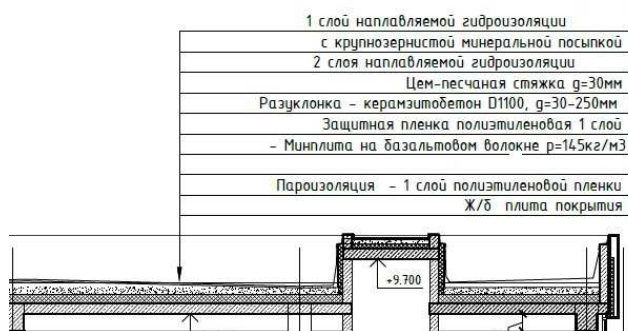 1 слой наплавляемой гидроизоляции
с крупнозернистой минеральной посыпкой
2 слоя наплавляемой гидроизоляции
Цем-песчаная стяжка g=30мм
Разуклонка - керамзитобетон D1100, g=30-250мм
Защитная пленка полиэтиленовая 1 слой
- Минплита на базальтовом волокне р=145кг/м3
Пароизоляция - 1 слой полиэтиленовой пленки
Ж/б плита покрытия
+9.700